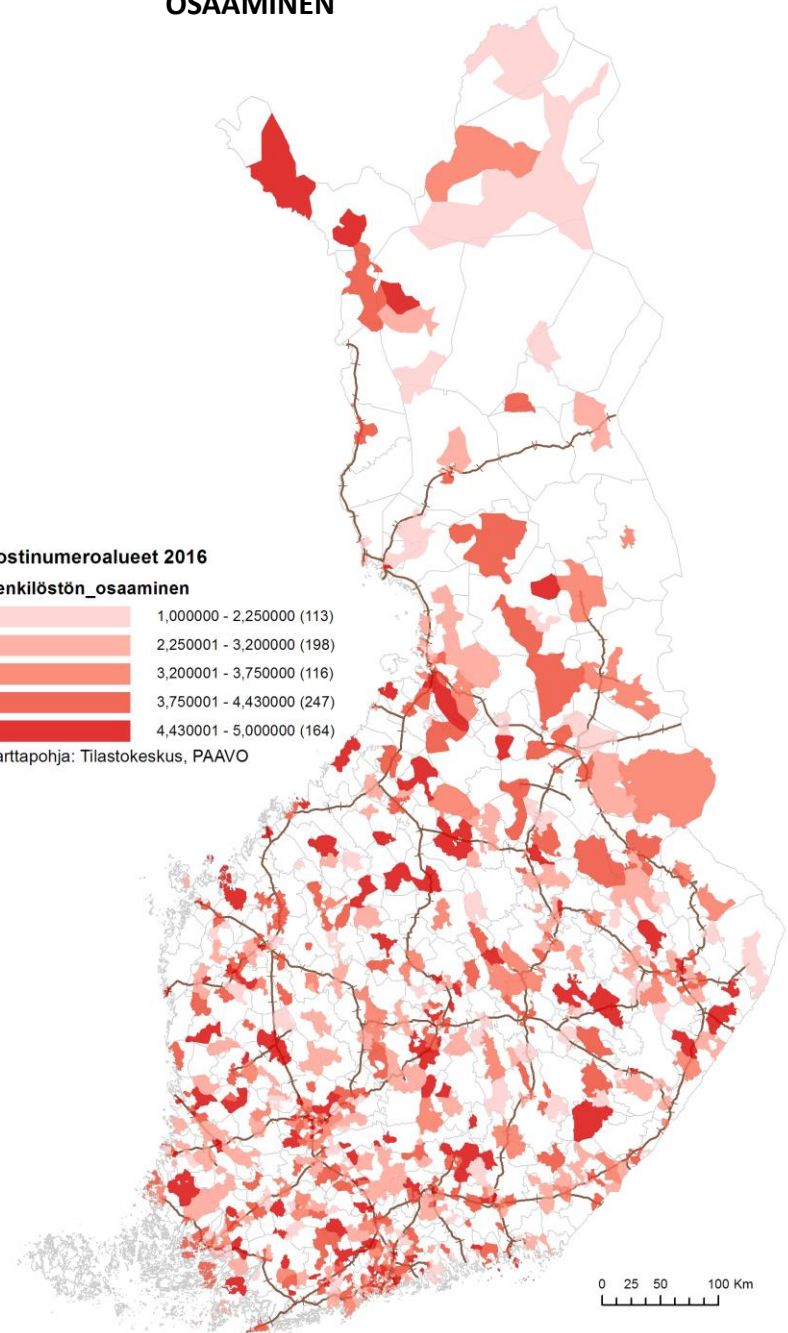 OSAAMINEN
ostinumeroalueet 2016
enkilöstön_osaaminen
1,000000 - 2,250000 (113)
2,250001 - 3,200000 (198)
3,200001 - 3,750000 (116)
3,750001 - 4,430000 (247)
4,430001 - 5,000000 (164)
arttapohja: Tilastokeskus, PAAVO
0 25 50 100 Km